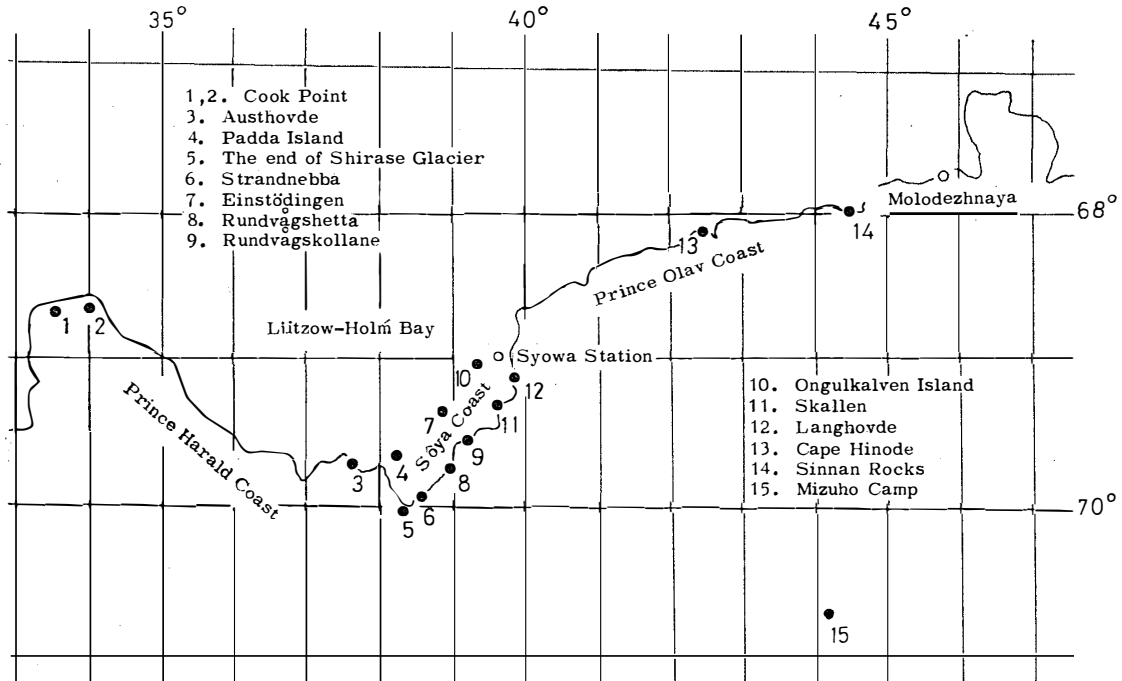 35°
40°
45°
1,2. Cook Point
3. Austhovde
4. Padda Island
5. The end of Shirase Glacier
6. Strandnebba
7. Einstödingen
8. Rundvågshetta
9. Rundvågskollane
Molodezhnaya
68°
14
13
Prince Olav Coast
1
2
Lützow-Holm Bay
Syowa Station
10
12
10. Ongulkalven Island
11. Skallen
12. Langhovde
13. Cape Hinode
14. Sinnan Rocks
15. Mizuho Camp
7
11
Sôya Coast
Prince Harald Coast
9
4
3
8
6
5
70°
15